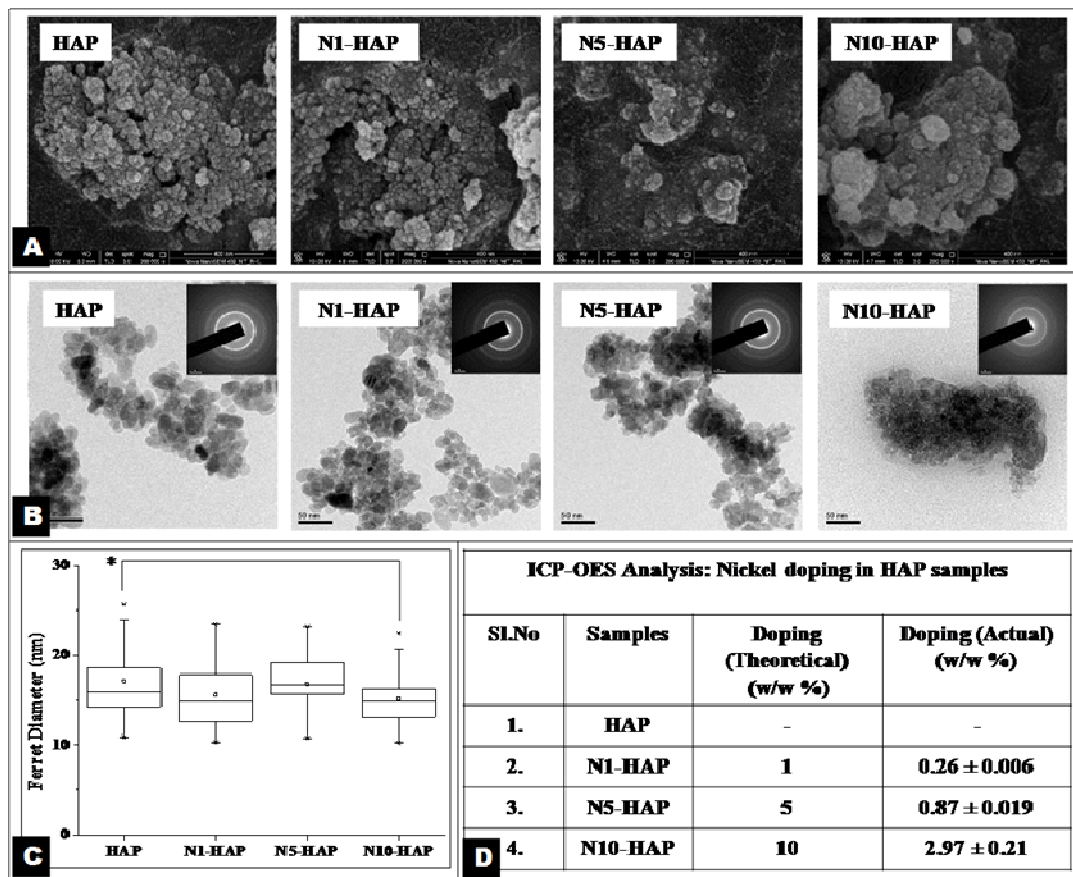 HAP
N1-HAP
N5-HAP
N10-HAP
A
HAP
N1-HAP
N5-HAP
N10-HAP
50 nm
50 nm
50 nm
B
30
20
10
0
*
Ferret Diameter (nm)
HAP
N1-HAP
N5-HAP
N10-HAP
C
ICP-OES Analysis: Nickel doping in HAP samples
Sl.No
Samples
Doping
(Theoretical)
(w/w %)
Doping (Actual)
(w/w %)
1.
HAP
-
-
2.
N1-HAP
1
0.26 ± 0.006
3.
N5-HAP
5
0.87 ± 0.019
4.
N10-HAP
10
2.97 ± 0.21
D